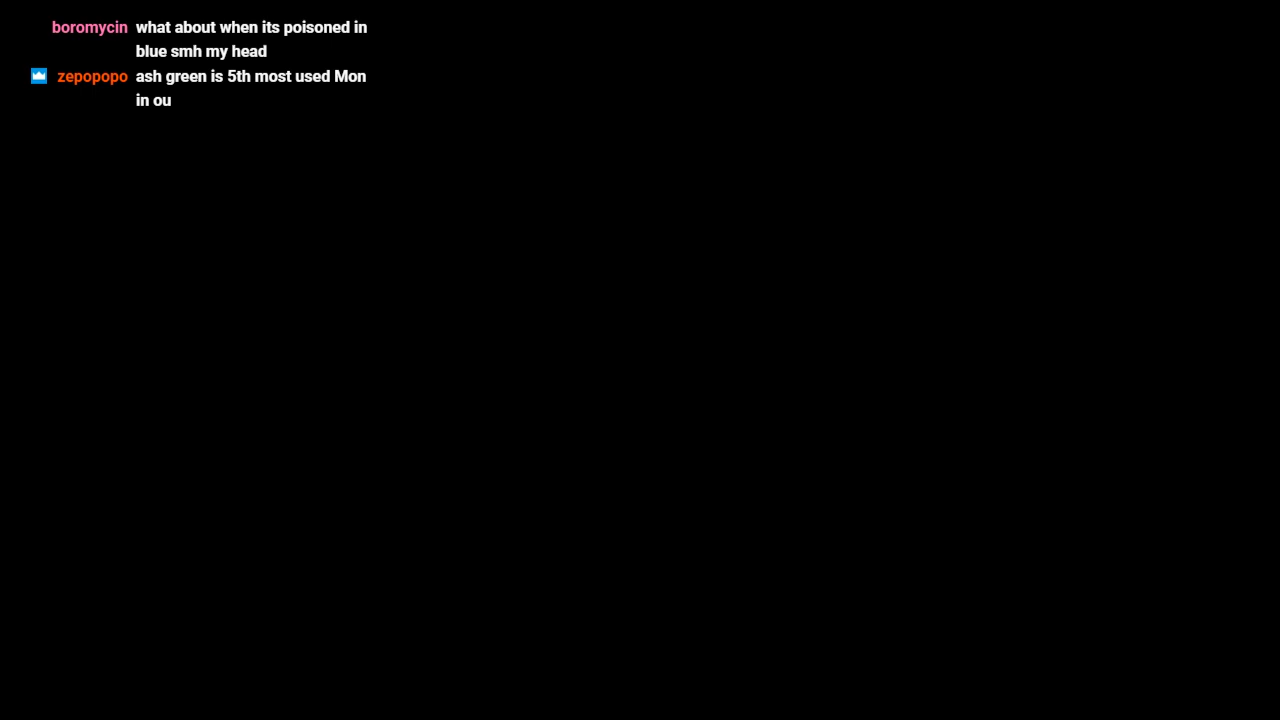 boromycin what about when its poisoned in
blue smh my head
zepopopo ash green is 5th most used Mon
in ou